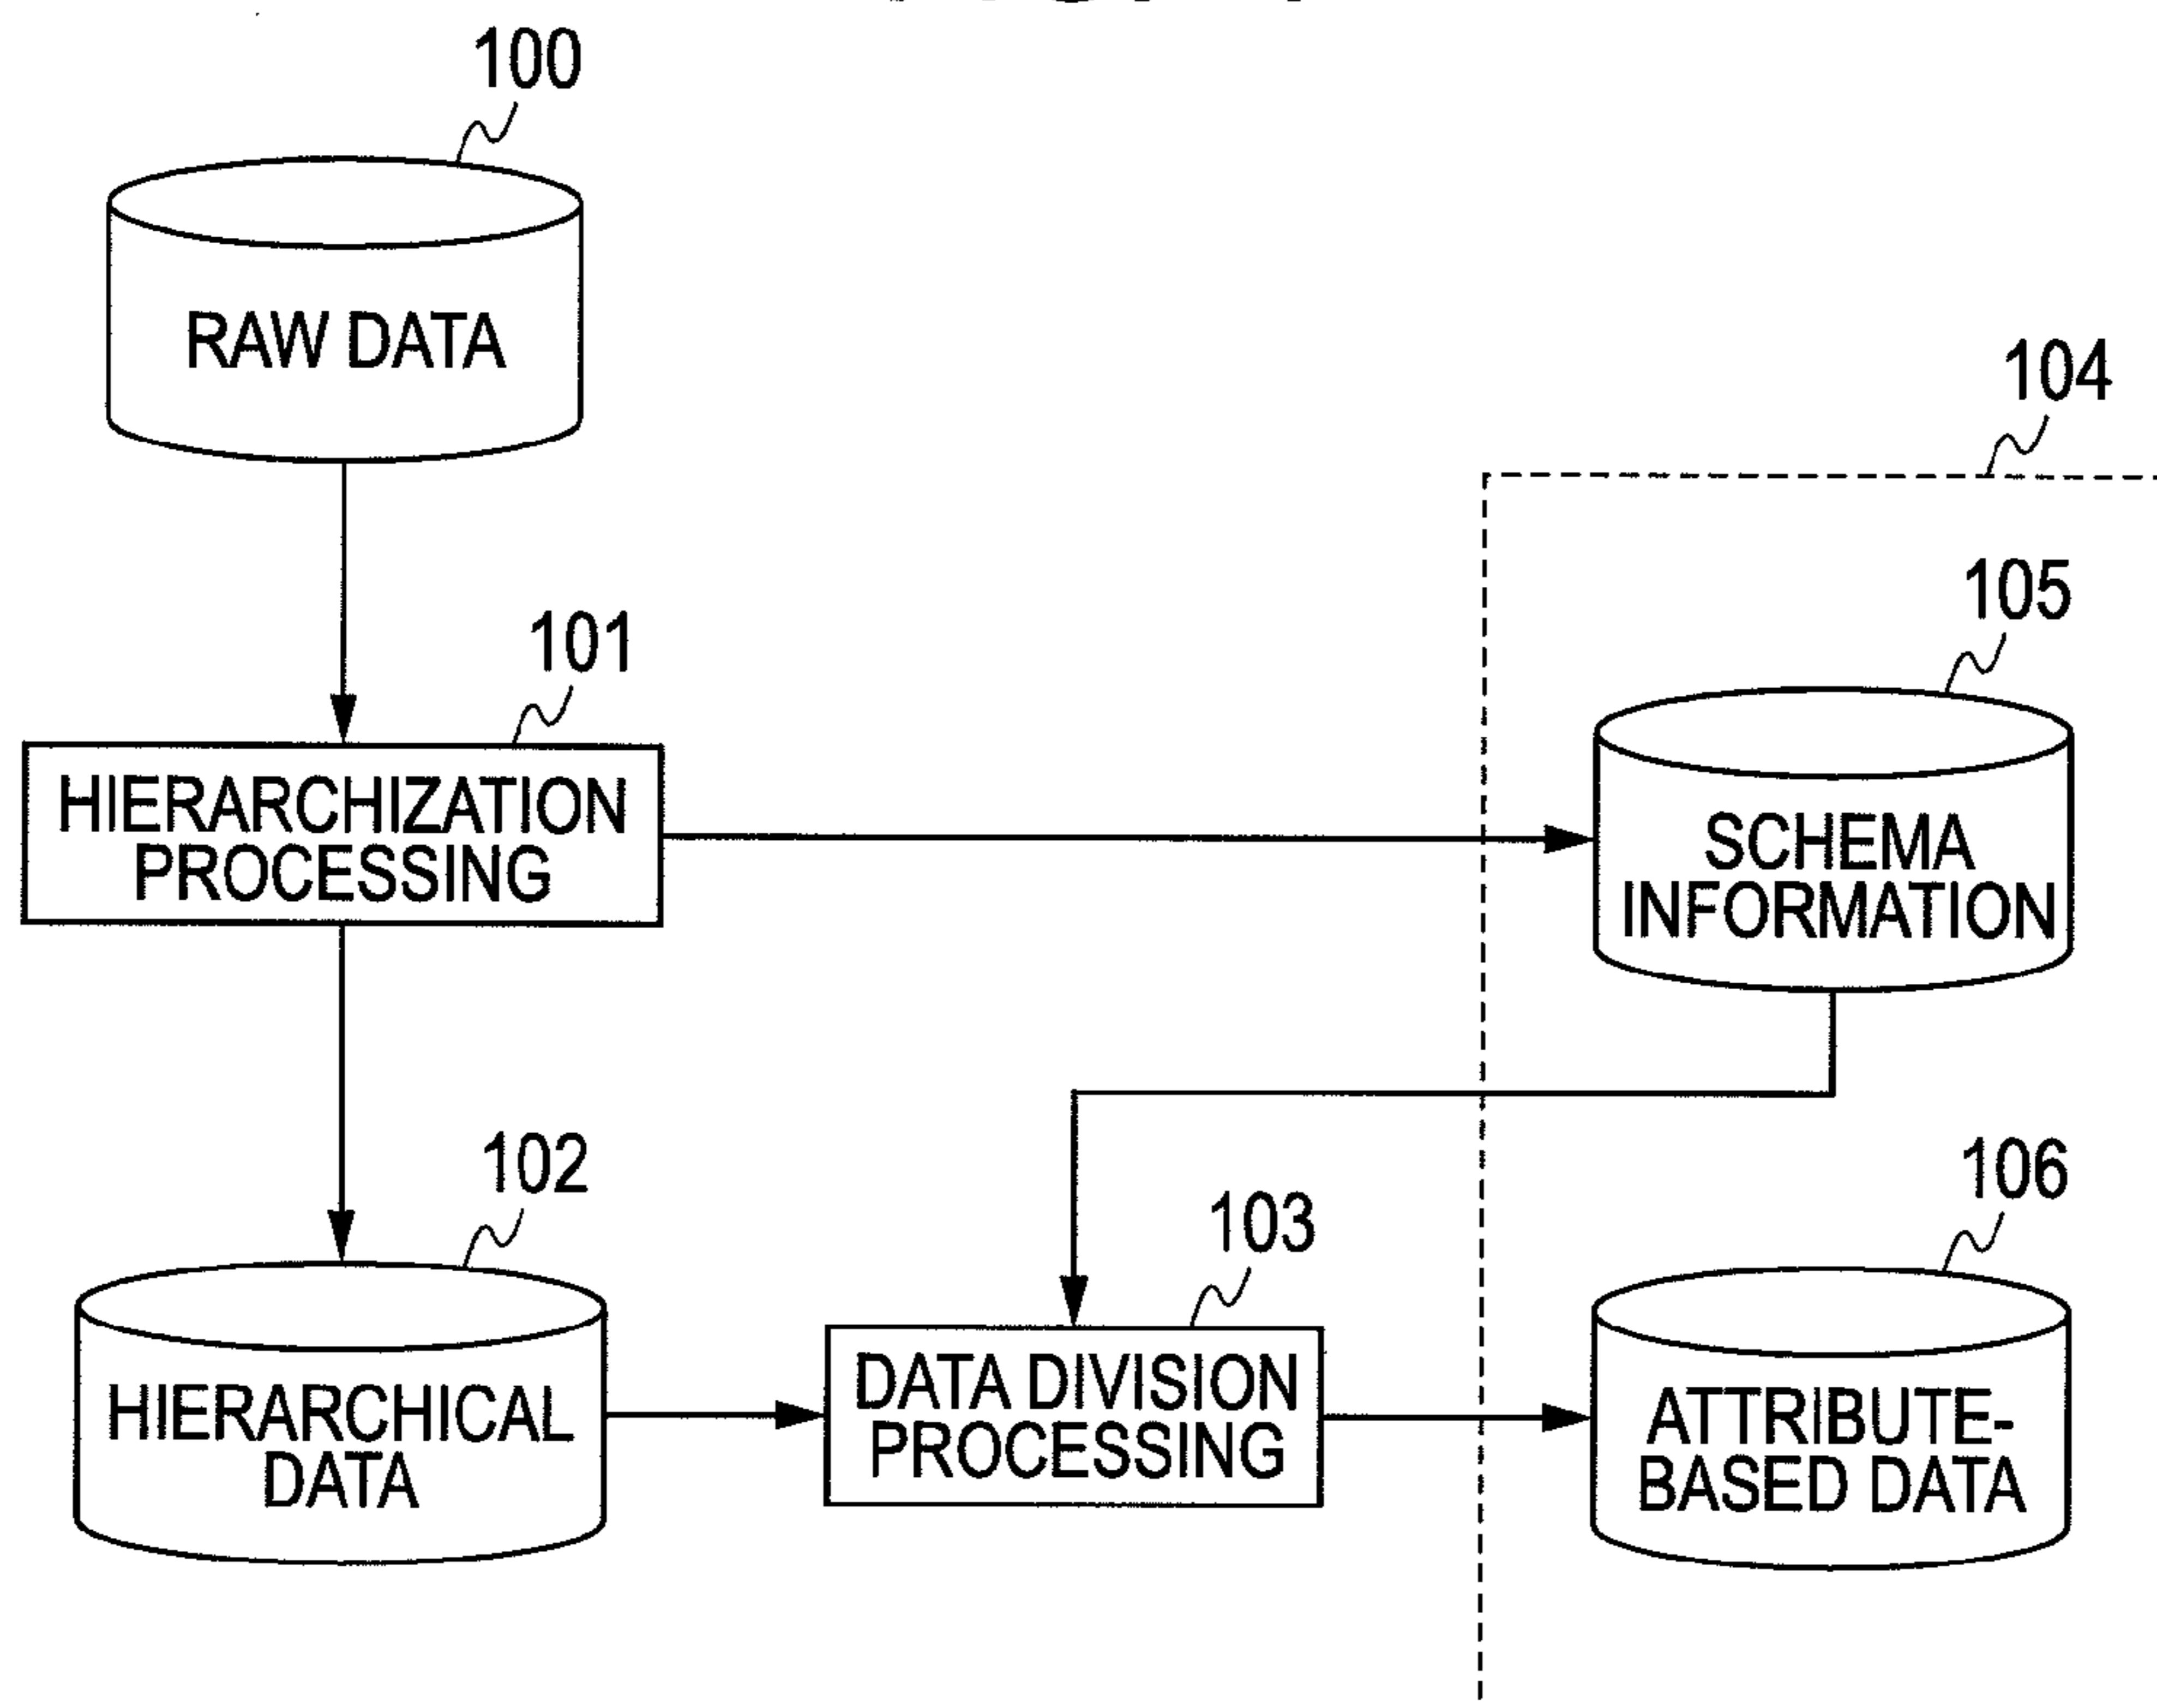 100
RAW DATA
104
105
101
HIERARCHIZATION
PROCESSING
SCHEMA
INFORMATION
102
103
106
HIERARCHICAL
DATA
DATA DIVISION
PROCESSING
ATTRIBUTE-
BASED DATA